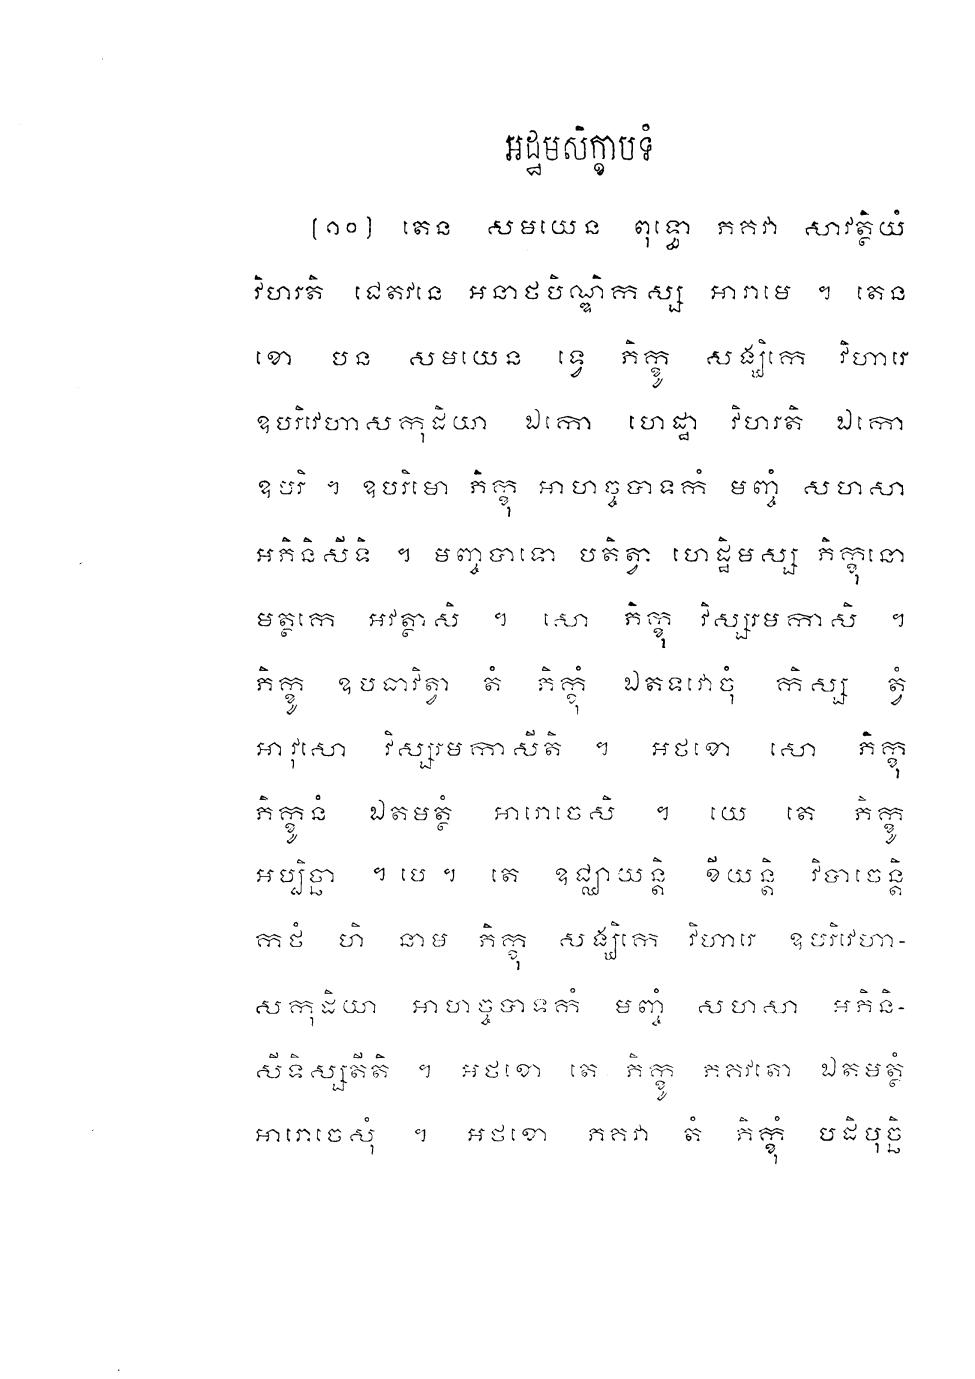 អដ្ឋមសិក្ខាបទំ
[១០] តេន សមយេន ពុទ្ធោ ភគវា សាវត្ថិយំ
វិហរតិ ជេតវនេ អនាថបិណ្ឌិកស្ស អារាមេ ។ តេន
ខោ បន សមយេន ទ្វេ ភិក្ខូ សង្ឃិកេ វិហារេ
ឧបរិវេហាសកុដិយា ឯកោ ហេដ្ឋា វិហរតិ ឯកោ
ឧបរិ ។ ឧបរិមោ ភិក្ខុ អាហច្ចបាទកំ មញ្ចំ សហសា
អភិនិសីទិ ។ មញ្ចបាទោ បតិត្វា ហេដ្ឋិមស្ស ភិក្ខុនោ
មត្ថកេ អវត្ថាសិ ។ សោ ភិក្ខុ វិស្សរមកាសិ ។
ភិក្ខូ ឧបធាវិត្វា តំ ភិក្ខុំ ឯតទវោចុំ កិស្ស ត្វំ
អាវុសោ វិស្សរមកាសីតិ ។ អថខោ សោ ភិក្ខុ
ភិក្ខូនំ ឯតមត្ថំ អារោចេសិ ។ យេ តេ ភិក្ខូ
អប្បិច្ឆា ។ បេ ។ តេ ឧជ្ឈាយន្តិ ខីយន្តិ វិបាចេន្តិ
កថំ ហិ នាម ភិក្ខុ សង្ឃិកេ វិហារេ ឧបរិវេហា-
សកុដិយា អាហច្ចបាទកំ មញ្ចំ សហសា អភិនិ-
សីទិស្សតីតិ ។ អថខោ តេ ភិក្ខូ ភគវតោ ឯតមត្ថំ
អារោចេសុំ ។ អថខោ ភគវា តំ ភិក្ខុំ បដិបុច្ឆិ